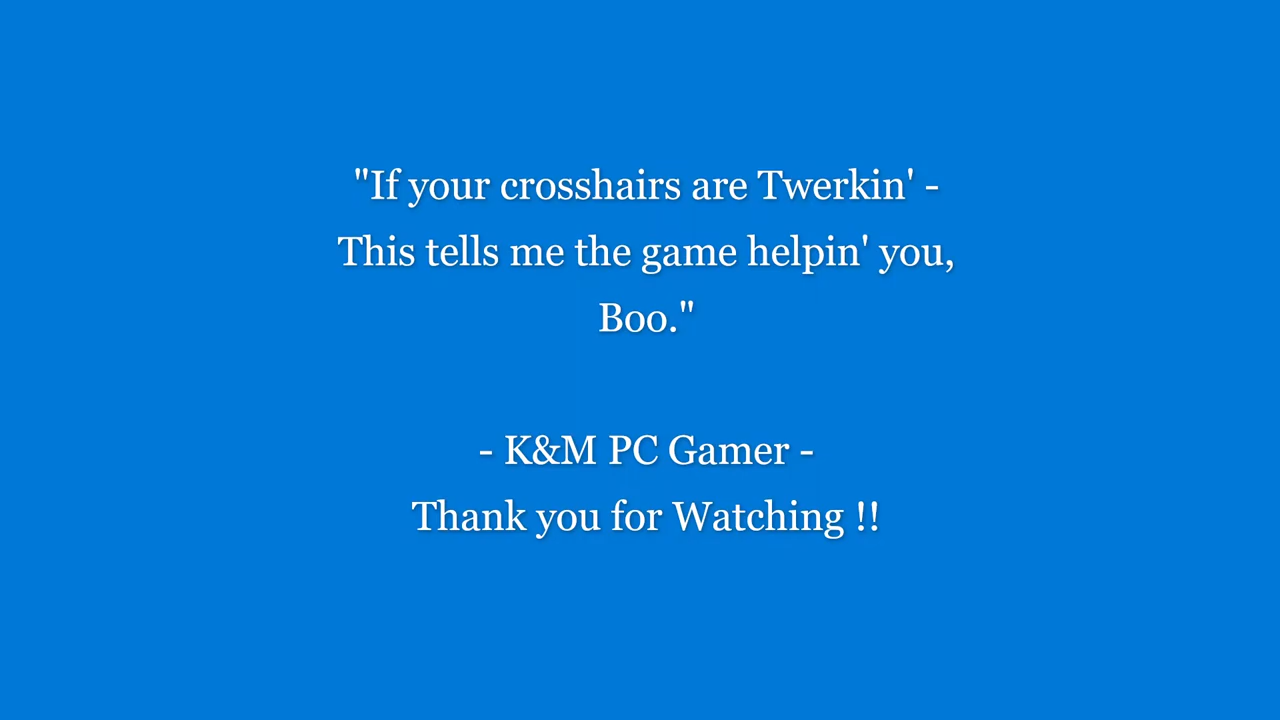 "If your crosshairs are Twerkin' -
This tells me the game helpin' you,
Boo."
- K&M PC Gamer -
Thank you for Watching !!